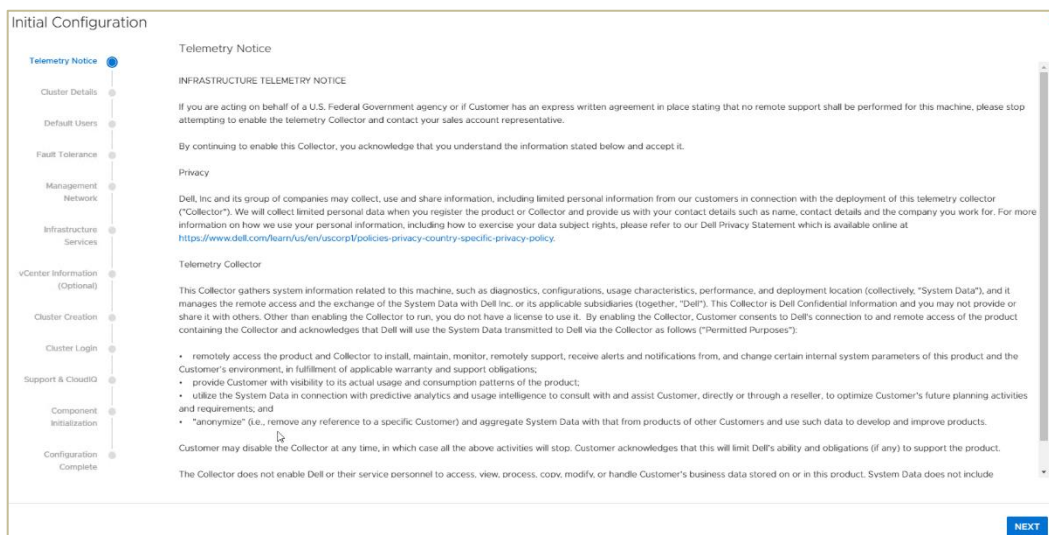 Initial Configuration
Telemetry Notice
Cluster Details
Default Users
Fault Tolerance
Management
Network
Infrastructure
Services
vCenter Information
(Optional)
Cluster Creation
Cluster Login
Support & CloudIQ
Component
Initialization
Configuration
Complete
Telemetry Notice
INFRASTRUCTURE TELEMETRY NOTICE
If you are acting on behalf of a U.S. Federal Government agency or if Customer has an express written agreement in place stating that no remote support shall be performed for this machine, please stop
attempting to enable the telemetry Collector and contact your sales account representative.
By continuing to enable this Collector, you acknowledge that you understand the information stated below and accept it.
Privacy
Dell, Inc and its group of companies may collect, use and share information, including limited personal information from our customers in connection with the deployment of this telemetry collector
("Collector"). We will collect limited personal data when you register the product or Collector and provide us with your contact details such as name, contact details and the company you work for. For more
information on how we use your personal information, including how to exercise your data subject rights, please refer to our Dell Privacy Statement which is available online at
https://www.dell.com/learn/us/en/uscorp1/policies-privacy-country-specific-privacy-policy.
Telemetry Collector
This Collector gathers system information related to this machine, such as diagnostics, configurations, usage characteristics, performance, and deployment location (collectively, "System Data"), and it
manages the remote access and the exchange of the System Data with Dell Inc. or its applicable subsidiaries (together, "Dell"). This Collector is Dell Confidential Information and you may not provide or
share it with others. Other than enabling the Collector to run, you do not have a license to use it. By enabling the Collector, Customer consents to Dell's connection to and remote access of the product
containing the Collector and acknowledges that Dell will use the System Data transmitted to Dell via the Collector as follows ("Permitted Purposes"):
• remotely access the product and Collector to install, maintain, monitor, remotely support, receive alerts and notifications from, and change certain internal system parameters of this product and the
Customer's environment, in fulfillment of applicable warranty and support obligations;
• provide Customer with visibility to its actual usage and consumption patterns of the product;
• utilize the System Data in connection with predictive analytics and usage intelligence to consult with and assist Customer, directly or through a reseller, to optimize Customer's future planning activities
and requirements; and
• "anonymize" (i.e., remove any reference to a specific Customer) and aggregate System Data with that from products of other Customers and use such data to develop and improve products.
Customer may disable the Collector at any time, in which case all the above activities will stop. Customer acknowledges that this will limit Dell's ability and obligations (if any) to support the product.
The Collector does not enable Dell or their service personnel to access, view, process, copy, modify, or handle Customer's business data stored on or in this product. System Data does not include
NEXT